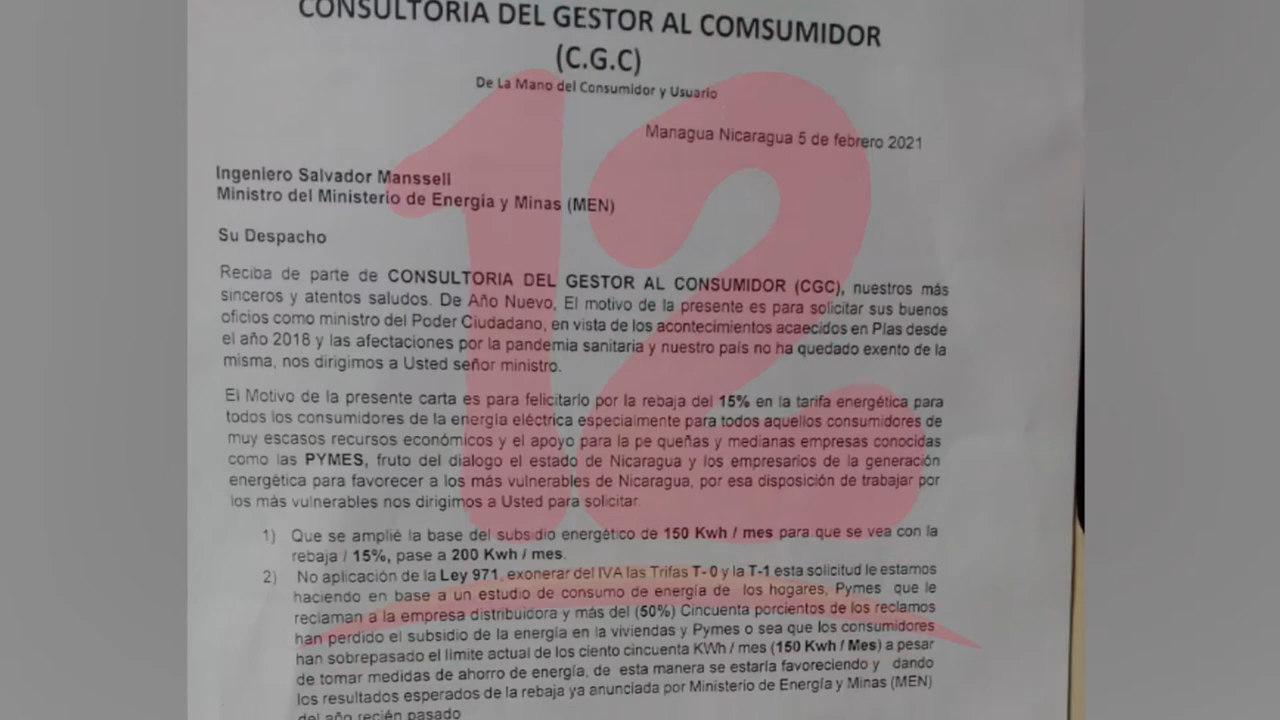 CONSULTORIA DEL GESTOR AL COMSUMIDOR
(C.G.C)
De La Mano del Consumidor y Usuario
Managua Nicaragua 5 de febrero 2021
Ingeniero Salvador Manssell
Ministro del Ministerio de Energía y Minas (MEN)
Su Despacho
Reciba de parte de CONSULTORIA DEL GESTOR AL CONSUMIDOR (CGC), nuestros más
sinceros y atentos saludos. De Año Nuevo, El motivo de la presente es para solicitar sus buenos
oficios como ministro del Poder Ciudadano, en vista de los acontecimientos acaecidos en Plas desde
el año 2018 y las afectaciones por la pandemia sanitaria y nuestro país no ha quedado exento de la
misma, nos dirigimos a Usted señor ministro.
El Motivo de la presente carta es para felicitarlo por la rebaja del 15% en la tarifa energética para
todos los consumidores de la energía eléctrica especialmente para todos aquellos consumidores de
muy escasos recursos económicos y el apoyo para la pe queñas y medianas empresas conocidas
como las PYMES, fruto del dialogo el estado de Nicaragua y los empresarios de la generación
energética para favorecer a los más vulnerables de Nicaragua, por esa disposición de trabajar por
los más vulnerables nos dirigimos a Usted para solicitar.
1) Que se amplié la base del subsidio energético de 150 Kwh / mes para que se vea con la
rebaja / 15%, pase a 200 Kwh / mes.
2) No aplicación de la Ley 971, exonerar del IVA las Trifas T- 0 y la T-1 esta solicitud le estamos
haciendo en base a un estudio de consumo de energía de los hogares, Pymes que le
reclaman a la empresa distribuidora y más del (50%) Cincuenta porcientos de los reclamos
han perdido el subsidio de la energía en la viviendas y Pymes o sea que los consumidores
han sobrepasado el límite actual de los ciento cincuenta KWh / mes (150 Kwh / Mes) a pesar
de tomar medidas de ahorro de energía, de esta manera se estaría favoreciendo y dando
los resultados esperados de la rebaja ya anunciada por Ministerio de Energía y Minas (MEN)
del año recién pasado
12